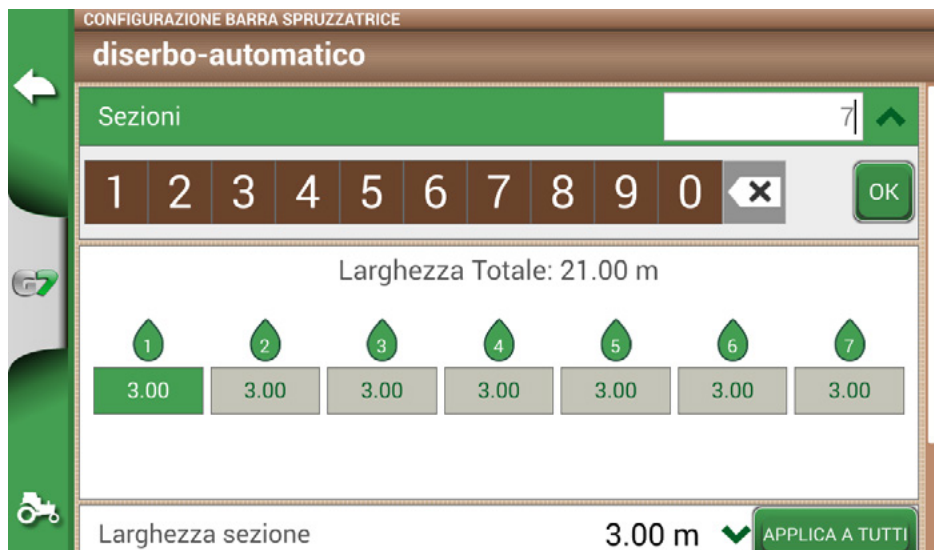 CONFIGURAZIONE BARRA SPRUZZATRICE
diserbo-automatico
Sezioni 7
1 2 3 4 5 6 7 8 9 0 OK
G7
Larghezza Totale: 21.00 m
1 2 3 4 5 6 7
3.00 3.00 3.00 3.00 3.00 3.00 3.00
Larghezza sezione 3.00 m APPLICA A TUTTI